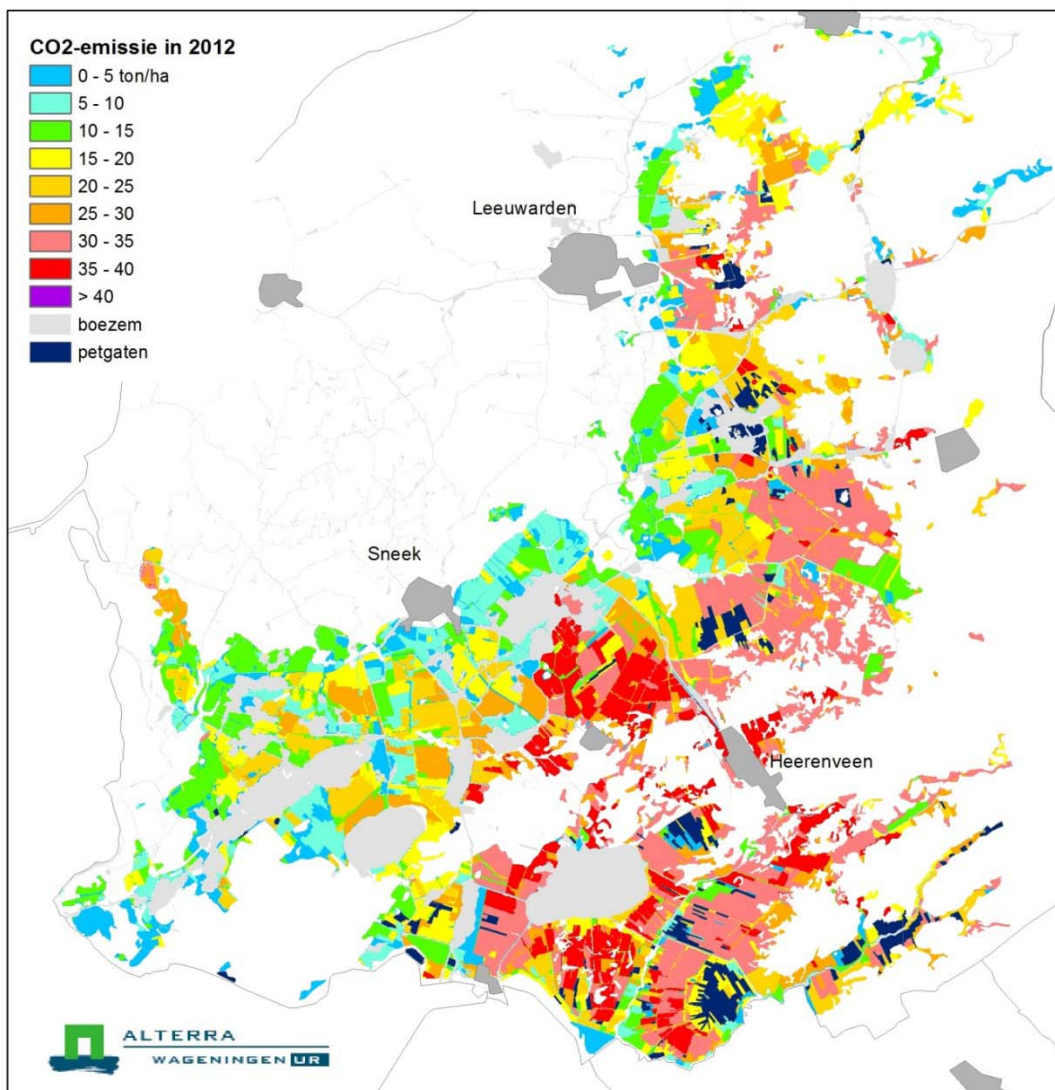 CO2-emissie in 2012
0 - 5 ton/ha
5 - 10
10 - 15
15 - 20
20 - 25
25 - 30
30 - 35
35 - 40
> 40
boezem
petgaten
Leeuwarden
Sneek
Heerenveen
ALTERRA
WAGENINGEN UR